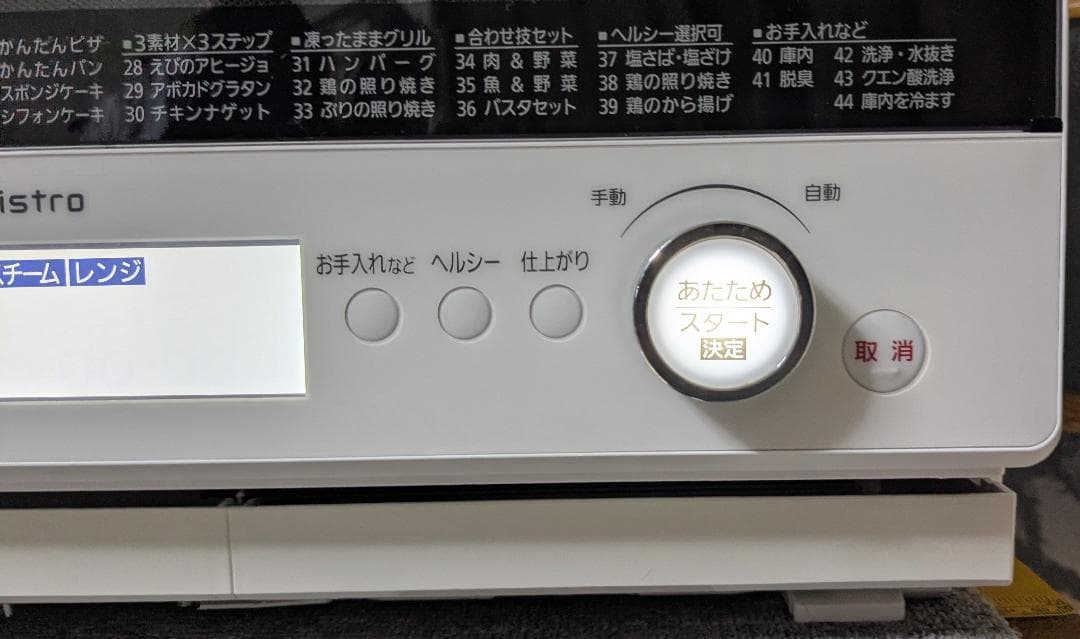 かんたんピザ
かんたんパン
スポンジケーキ
シフォンケーキ
■3素材×3ステップ
28 えびのアヒージョ
29 アボカドグラタン
30 チキンナゲット
■凍ったままグリル
31 ハンバーグ
32 鶏の照り焼き
33 ぶりの照り焼き
■合わせ技セット
34 肉 & 野菜
35 魚 & 野菜
36 パスタセット
■ヘルシー選択可
37 塩さば・塩ざけ
38 鶏の照り焼き
39 鶏のから揚げ
■お手入れなど
40 庫内
41 脱臭
42 洗浄・水抜き
43 クエン酸洗浄
44 庫内を冷ます
istro
チーム レンジ
お手入れなど
ヘルシー
仕上がり
手動
自動
あたため
スタート
決定
取消